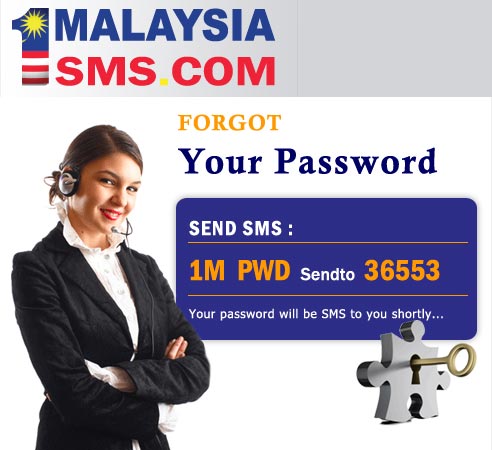 1MALAYSIA
SMS.COM
FORGOT
Your Password
SEND SMS :
1M PWD Sendto 36553
Your password will be SMS to you shortly...